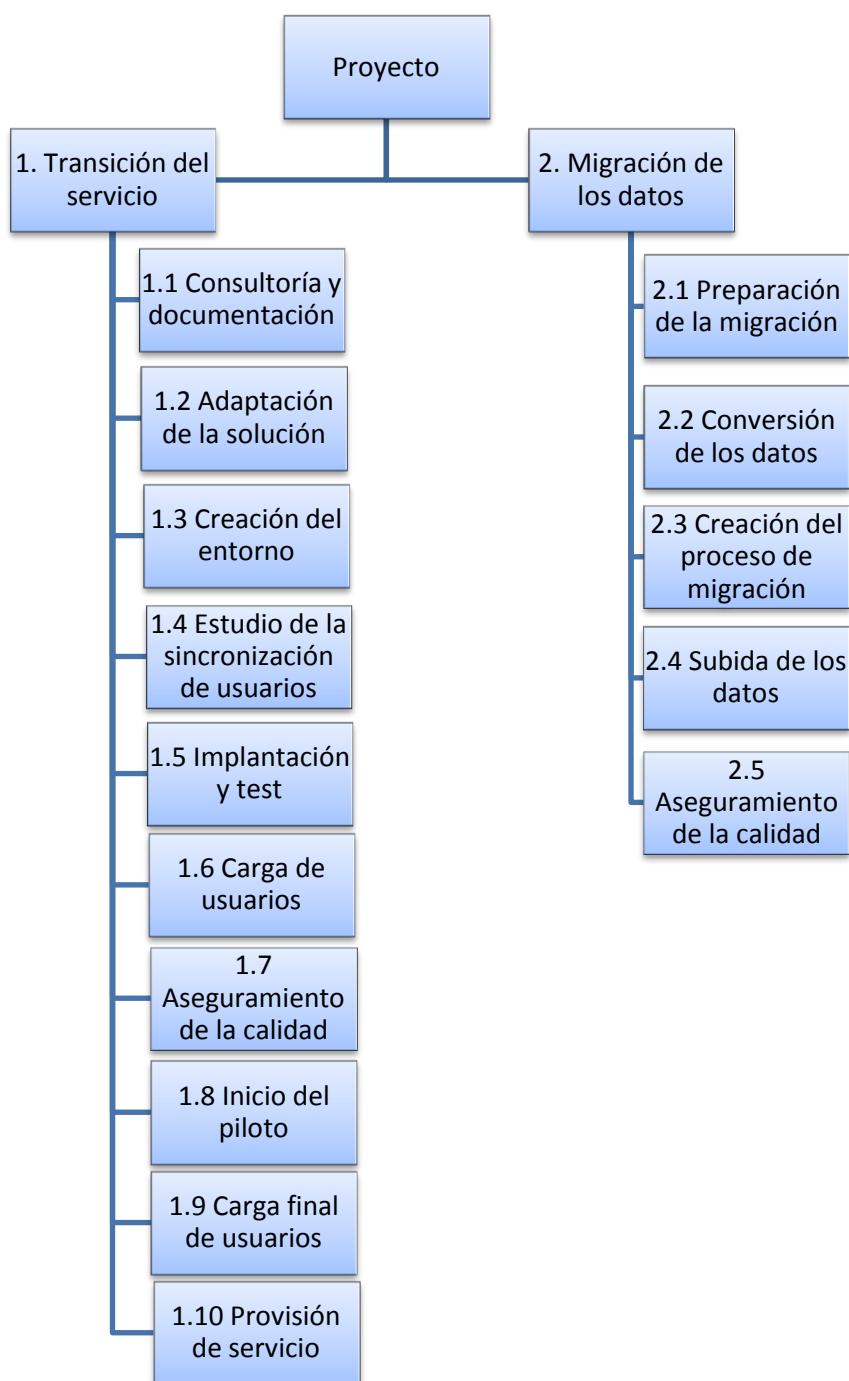 Proyecto
1. Transición del
servicio
2. Migración de
los datos
1.1 Consultoría y
documentación
1.2 Adaptación
de la solución
1.3 Creación del
entorno
1.4 Estudio de la
sincronización
de usuarios
1.5 Implantación
y test
1.6 Carga de
usuarios
1.7
Aseguramiento
de la calidad
1.8 Inicio del
piloto
1.9 Carga final
de usuarios
1.10 Provisión
de servicio
2.1 Preparación
de la migración
2.2 Conversión
de los datos
2.3 Creación del
proceso de
migración
2.4 Subida de los
datos
2.5
Aseguramiento
de la calidad